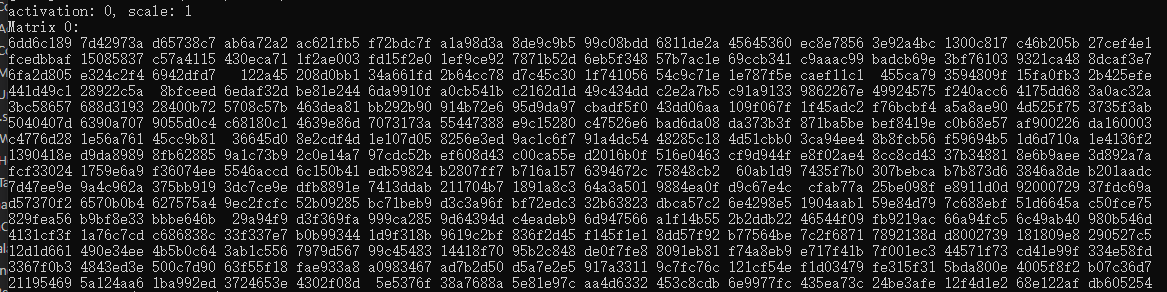 activation: 0, scale: 1
Matrix 0:
6dd6c189 7d42973a d65738c7 ab6a72a2 ac621fb5 f72bdc7f a1a98d3a 8de9c9b5 99c08bdd 6811de2a 45645360 ec8e7856 3e92a4bc 1300c817 c46b205b 27cef4e1
fcedbbaf 15085837 c57a4115 430eca71 1f2ae003 fd15f2e0 1ef9ce92 7871b52d 6eb5f348 57b7ac1e 69ccb341 c9aaac99 badcb69e 3bf76103 9321ca48 8dcaf3e7
6fa2d805 e324c2f4 6942dfd7 122a45 208d0bb1 34a661fd 2b64cc78 d7c45c30 1f741056 54c9c71e 1e787f5e caef11c1 455ca79 3594809f 15fa0fb3 2b425efe
441d49c1 28922c5a 8bfceed 6edaf32d be81e244 6da9910f a0cb541b c2162d1d 49c434dd c2e2a7b5 c91a9133 9862267e 49924575 f240acc6 4175dd68 3a0ac32a
3bc58657 688d3193 28400b72 5708c57b 463dea81 bb292b90 914b72e6 95d9da97 cbadf5f0 43dd06aa 109f067f 1f45adc2 f76bcbf4 a5a8ae90 4d525f75 3735f3ab
5040407d 6390a707 9055d0c4 c68180c1 4639e86d 7073173a 55447388 e9c15280 c47526e6 bad6da08 da373b3f 871ba5be bef8419e c0b68e57 af900226 da160003
c4776d28 1e56a761 45cc9b81 36645d0 8e2cdf4d 1e107d05 8256e3ed 9ac1c6f7 91a4dc54 48285c18 4d51cbb0 3ca94ee4 8b8fcb56 f59694b5 1d6d710a 1e4136f2
1390418e d9da8989 8fb62885 9a1c73b9 2c0e14a7 97cdc52b ef608d43 c00ca55e d2016b0f 516e0463 cf9d944f e8f02ae4 8cc8cd43 37b34881 8e6b9aee 3d892a7a
fcf33024 1759e6a9 f36074ee 5546accd 6c150b41 edb59824 b2807ff7 b716a157 6394672c 75848cb2 60ab1d9 7435f7b0 307bebca b7b873d6 3846a8de b201aadc
7d47ee9e 9a4c962a 375bb919 3dc7ce9e dfb8891e 7413ddab 211704b7 1891a8c3 64a3a501 9884ea0f d9c67e4c cfab77a 25be098f e8911d0d 92000729 37fdc69a
ad57370f 26570b0b4 627575a4 9ec2fcfc 52b09285 bc71beb9 d3c3a96f bf72edc3 32b63823 dbca57c2 6e4298e5 1904aab1 59e84d79 7c688ebf 51d6645a c50fce75
829fea56 b9bf8e33 bbbe646b 29a94f9 d3f369fa 999ca285 9d64394d c4eadeb9 6d947566 a1f14b55 2b2ddb22 46544f09 fb9219ac 66a94fc5 6c49ab40 980b546d
4131cf3f 1a76c7cd c686838c 33f337e7 b0b99344 1d9f318b 9619c2bf 836f2d45 f145f1e1 8dd57f92 b77564be 7c2f6871 7892138d d8002739 181809e8 290527c5
12d1d661 490e34ee 4b5b0c64 3ab1c556 7979d567 99c45483 14418f70 95b2c848 de0f7fe8 8091eb81 f74a8eb9 e717f41b 7f001ec3 44571f73 cd41e99f 334e58fd
3367f0b3 4843ed3e 500c7d90 63f55f18 fae933a8 a0983467 ad7b2d50 d5a7e2e5 917a3311 9c7fc76c 121cf54e f1d03479 fe315f31 5bda800e 4005f8f2 b07c36d7
21195469 5a124aa6 1ba992ed 3724653e 4302f08d 5e5376f 38a7688a 5e81e97c aa4d6332 453c8cdb 6e9977fc 435ea73c 24be3afe 12f4d1e2 68e122af db605254